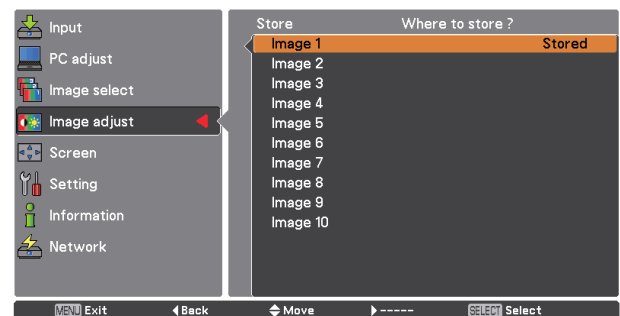 Input
PC adjust
Image select
Image adjust
Screen
Setting
Information
Network
Store Where to store ?
Image 1 Stored
Image 2
Image 3
Image 4
Image 5
Image 6
Image 7
Image 8
Image 9
Image 10
MENU Exit Back Move ----- SELECT Select